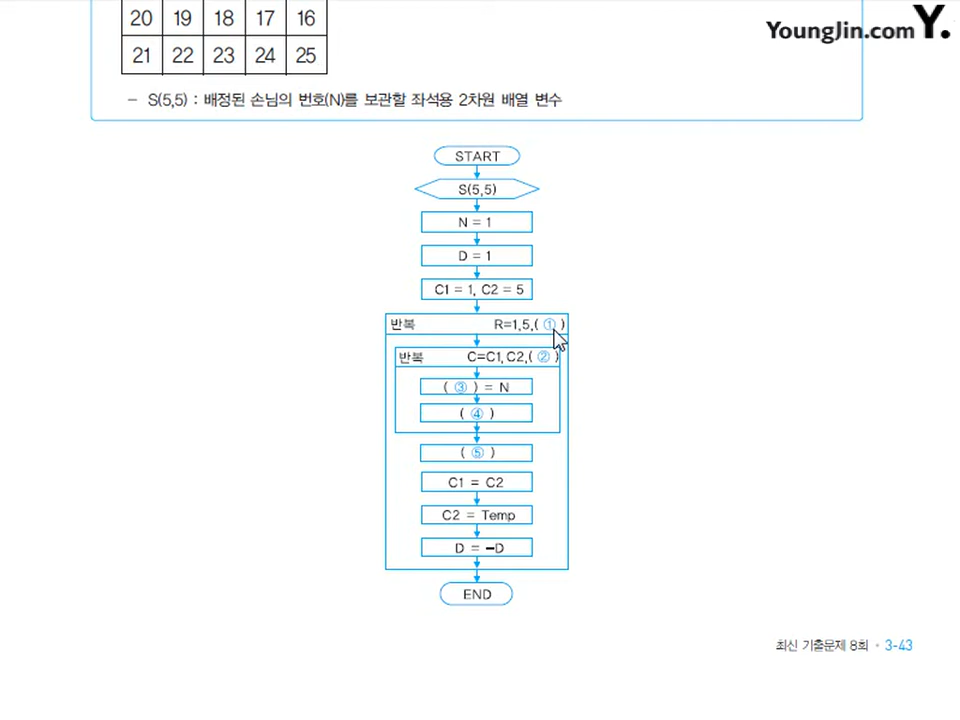 20 19 18 17 16
21 22 23 24 25
YoungJin.com Y.
– S(5,5) : 배정된 손님의 번호(N)를 보관할 좌석용 2차원 배열 변수
START
S(5,5)
N = 1
D = 1
C1 = 1, C2 = 5
반복 R=1,5,( ① )
반복 C=C1, C2,( ② )
( ③ ) = N
( ④ )
( ⑤ )
C1 = C2
C2 = Temp
D = –D
END
최신 기출문제 8회 • 3-43